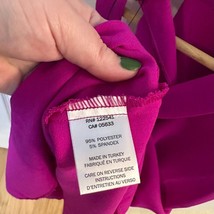 RN# 122541
CA# 05633
95% POLYESTER
5% SPANDEX
MADE IN TURKEY
FABRIQUÉ EN TURQUIE
CARE ON REVERSE SIDE
INSTRUCTIONS
D'ENTRETIEN AU VERSO